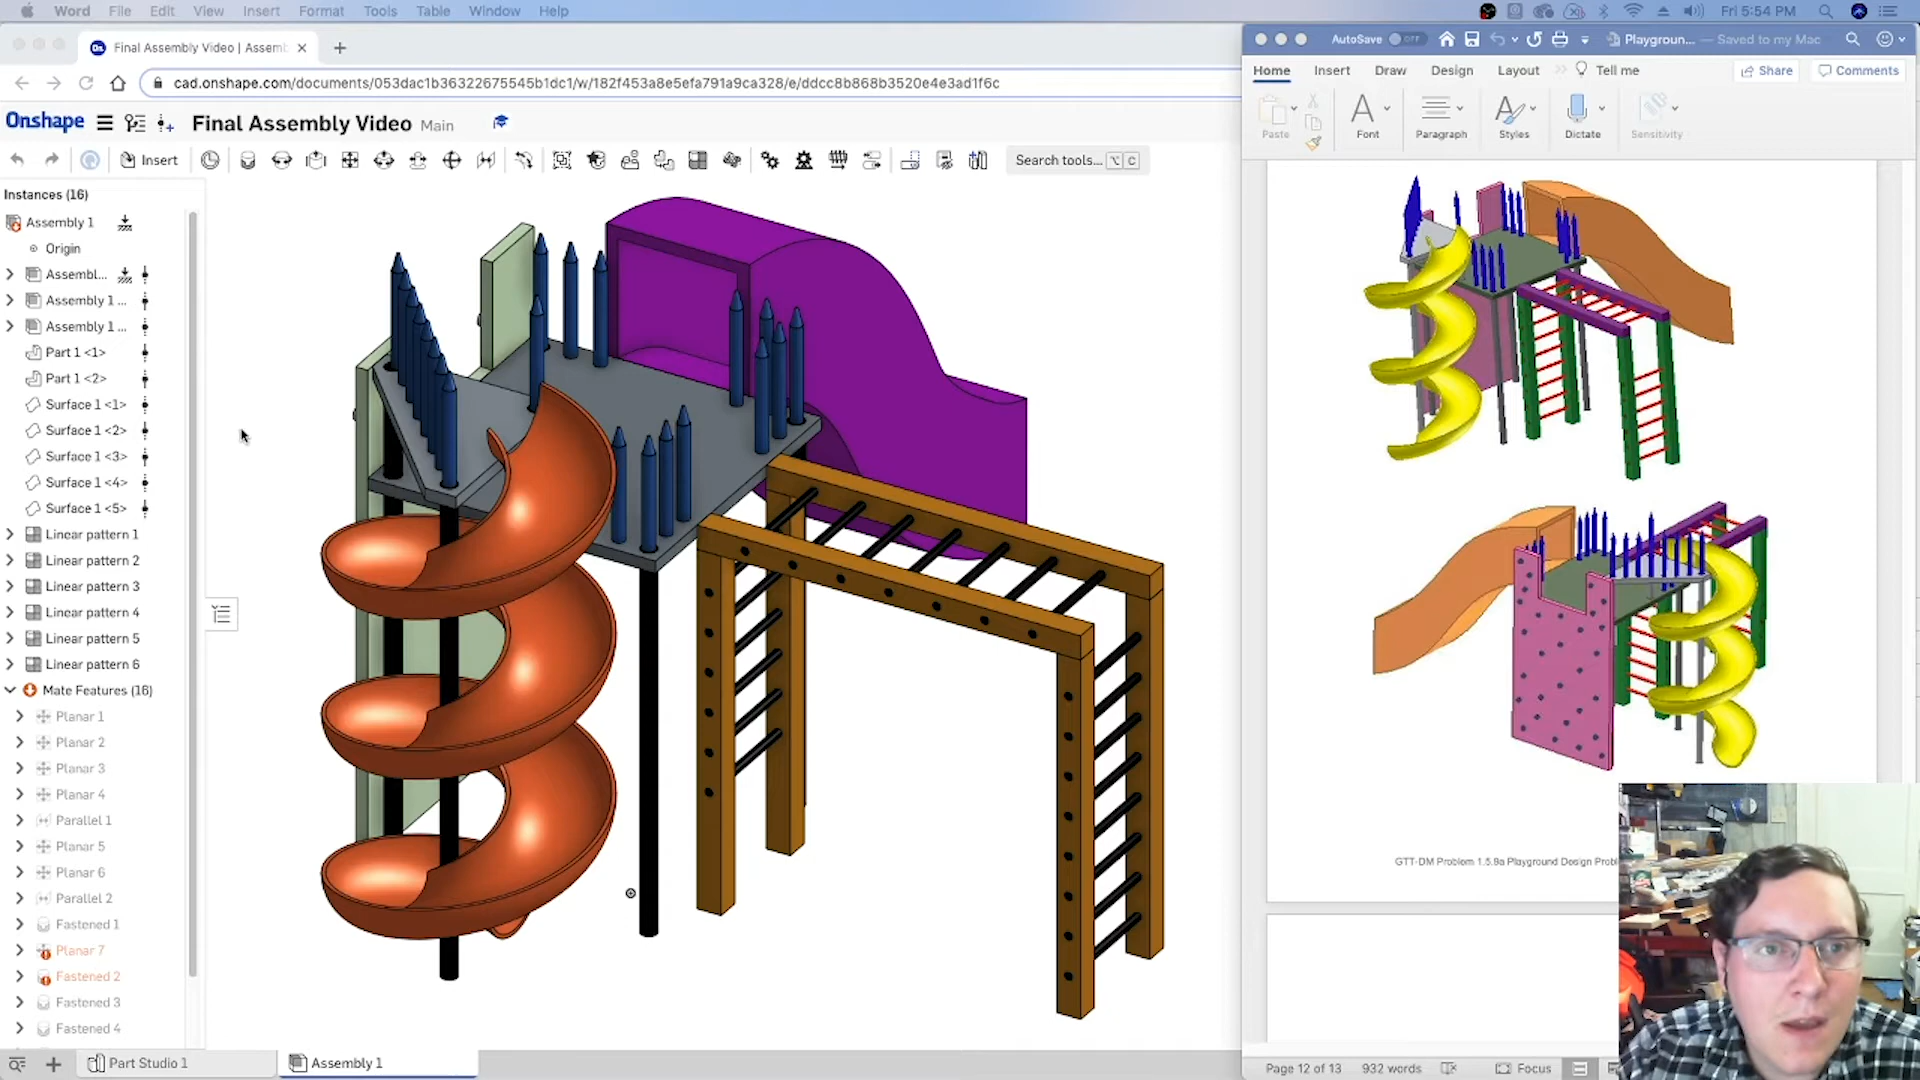 Word File Edit View Insert Format Tools Table Window Help
Fri 5:54 PM
On Final Assembly Video | Assemb
cad.onshape.com/documents/053dac1b36322675545b1dc1/w/182f453a8e5efa791a9ca328/e/ddcc8b868b3520e4e3ad1f6c
Onshape Final Assembly Video Main
Insert Search tools... ⌥ C
Instances (16)
Assembly 1
Origin
Assembl...
Assembly 1 ...
Assembly 1 ...
Part 1 <1>
Part 1 <2>
Surface 1 <1>
Surface 1 <2>
Surface 1 <3>
Surface 1 <4>
Surface 1 <5>
Linear pattern 1
Linear pattern 2
Linear pattern 3
Linear pattern 4
Linear pattern 5
Linear pattern 6
Mate Features (16)
Planar 1
Planar 2
Planar 3
Planar 4
Parallel 1
Planar 5
Planar 6
Parallel 2
Fastened 1
Planar 7
Fastened 2
Fastened 3
Fastened 4
Part Studio 1 Assembly 1
AutoSave OFF Playgroun... — Saved to my Mac
Home Insert Draw Design Layout Tell me Share Comments
Paste Font Paragraph Styles Dictate Sensitivity
GTT-DM Problem 1.5.9a Playground Design Probl
Page 12 of 13 932 words Focus